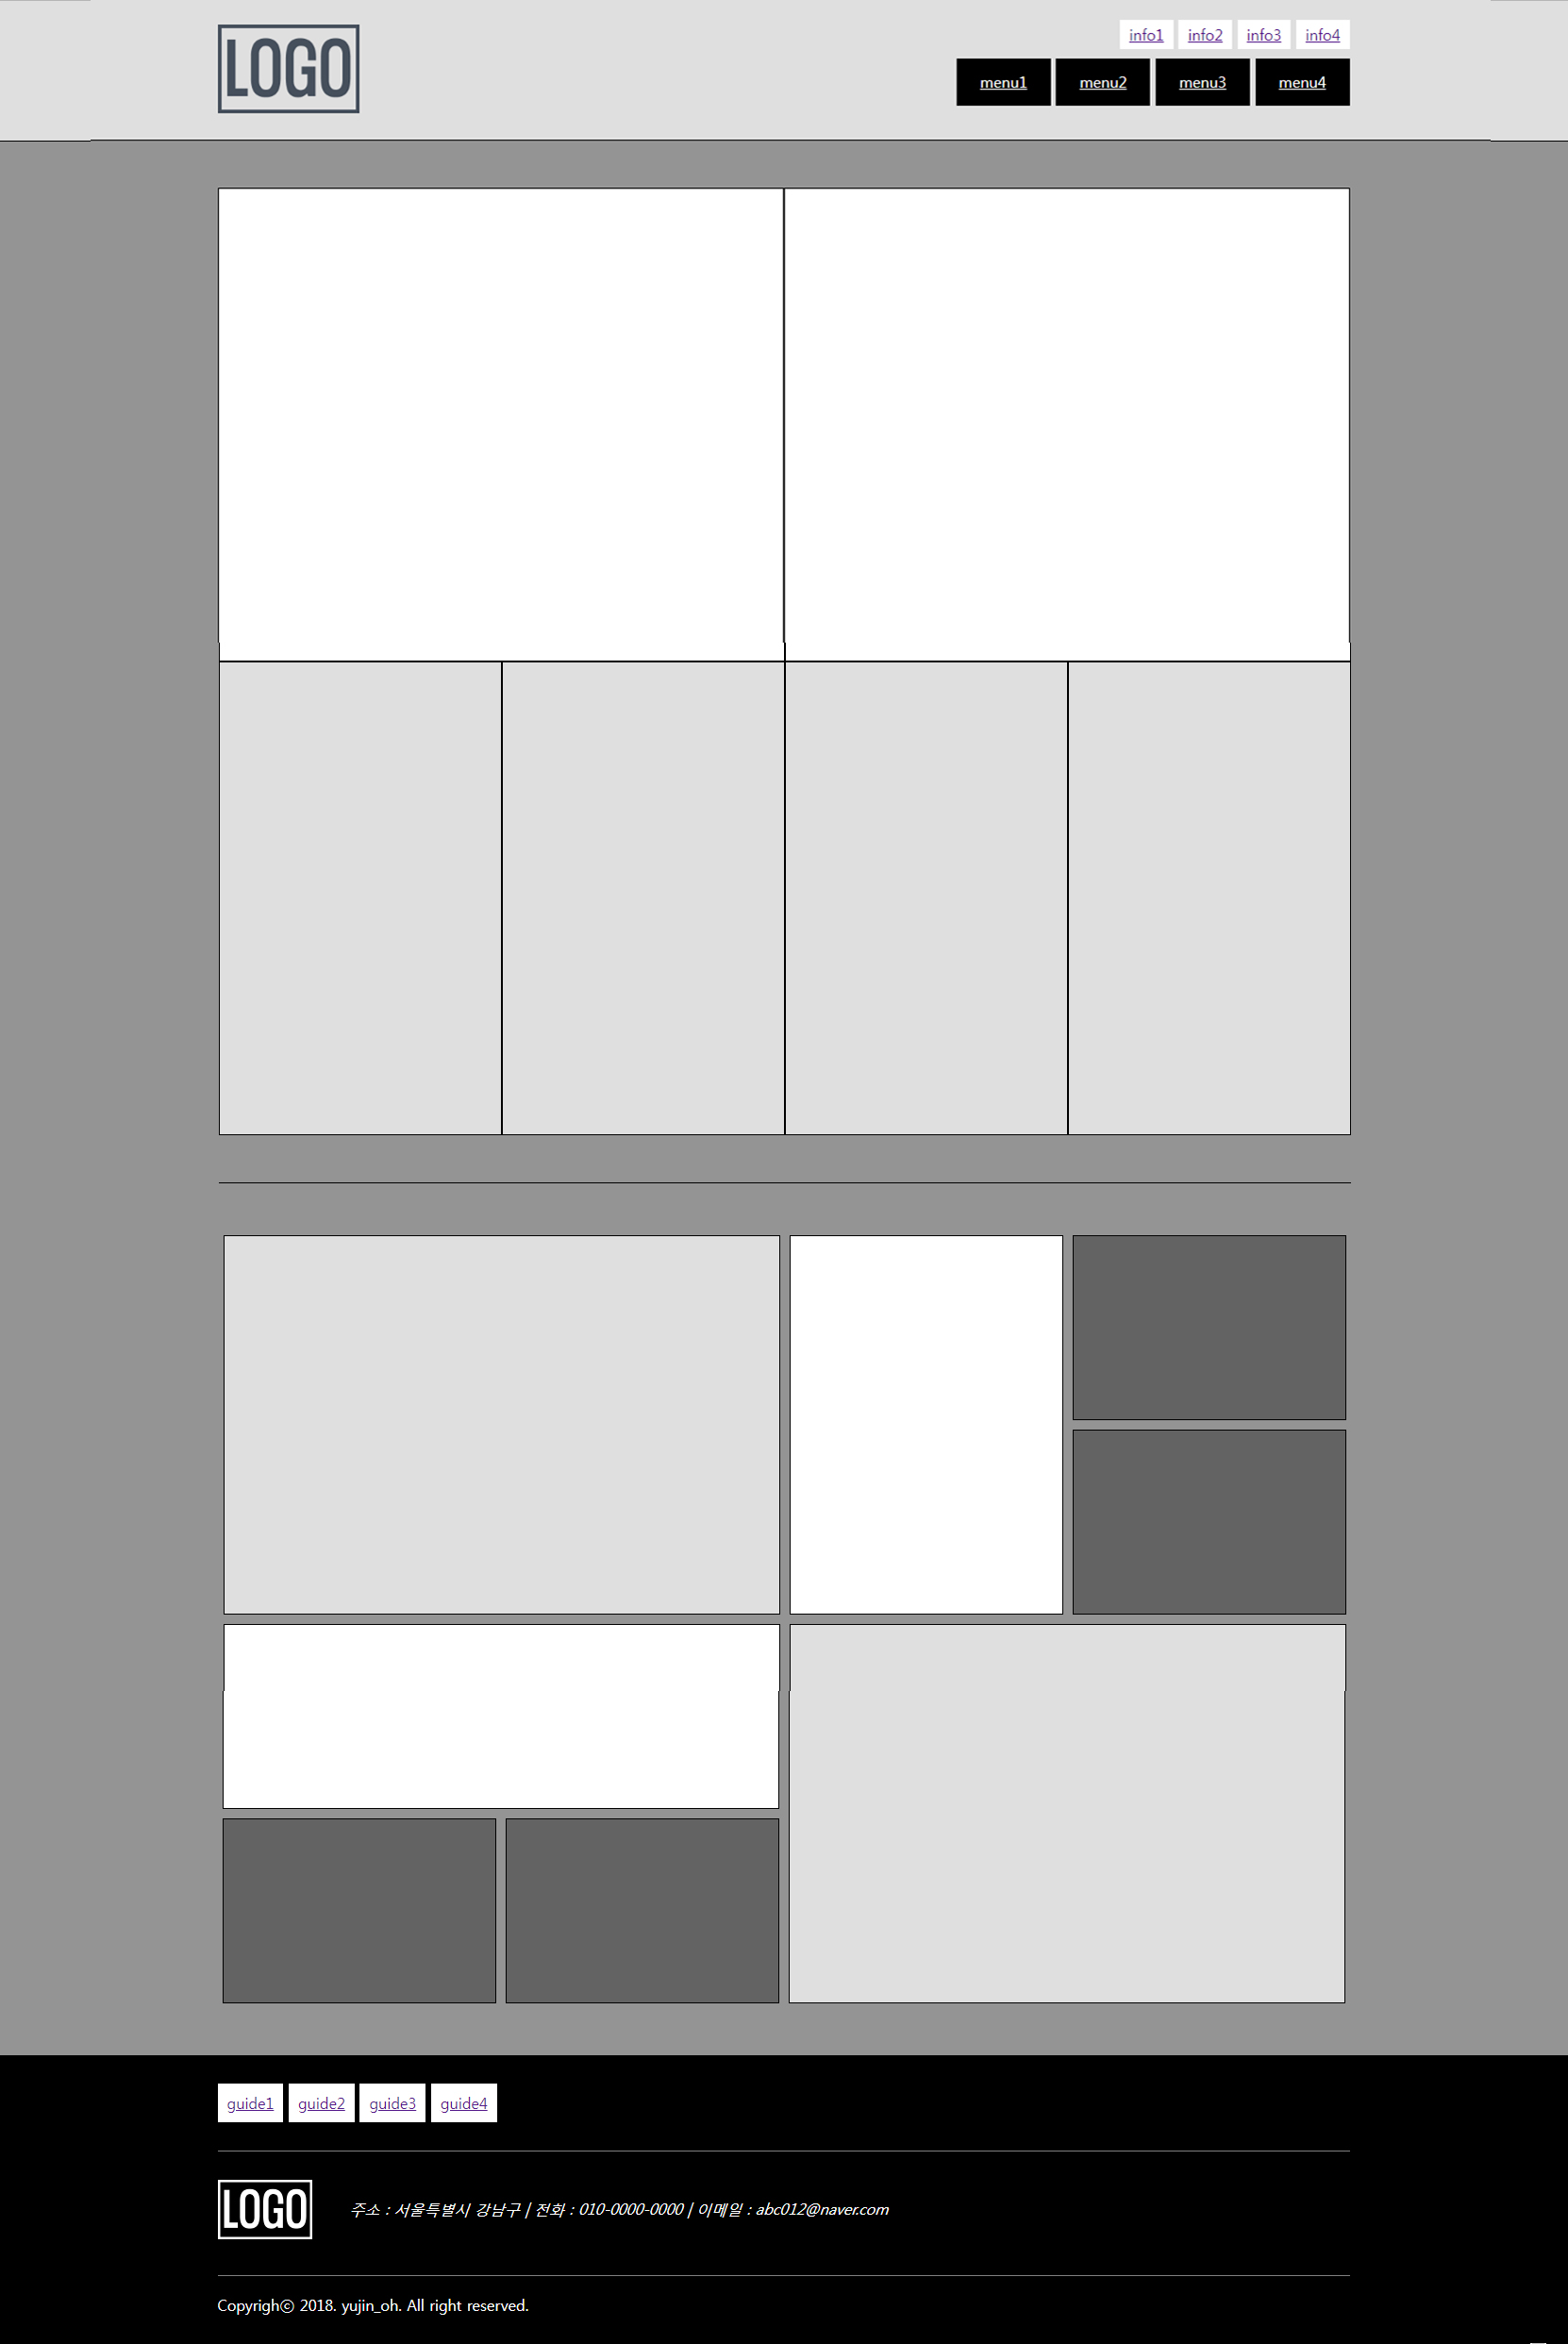 LOGO
info1 info2 info3 info4
menu1 menu2 menu3 menu4
guide1 guide2 guide3 guide4
LOGO
주소 : 서울특별시 강남구 | 전화 : 010-0000-0000 | 이메일 : abc012@naver.com
Copyrighⓒ 2018. yujin_oh. All right reserved.